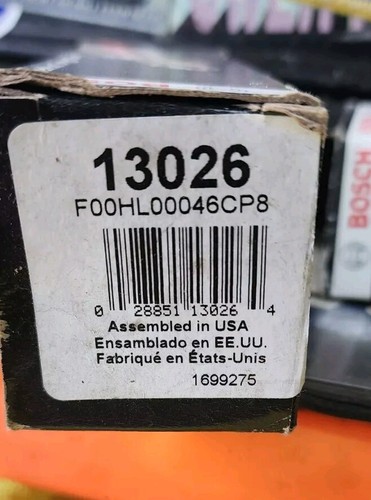 13026
F00HL00046CP8
0 28851 13026 4
Assembled in USA
Ensamblado en EE.UU.
Fabriqué en États-Unis
1699275
BOSCH